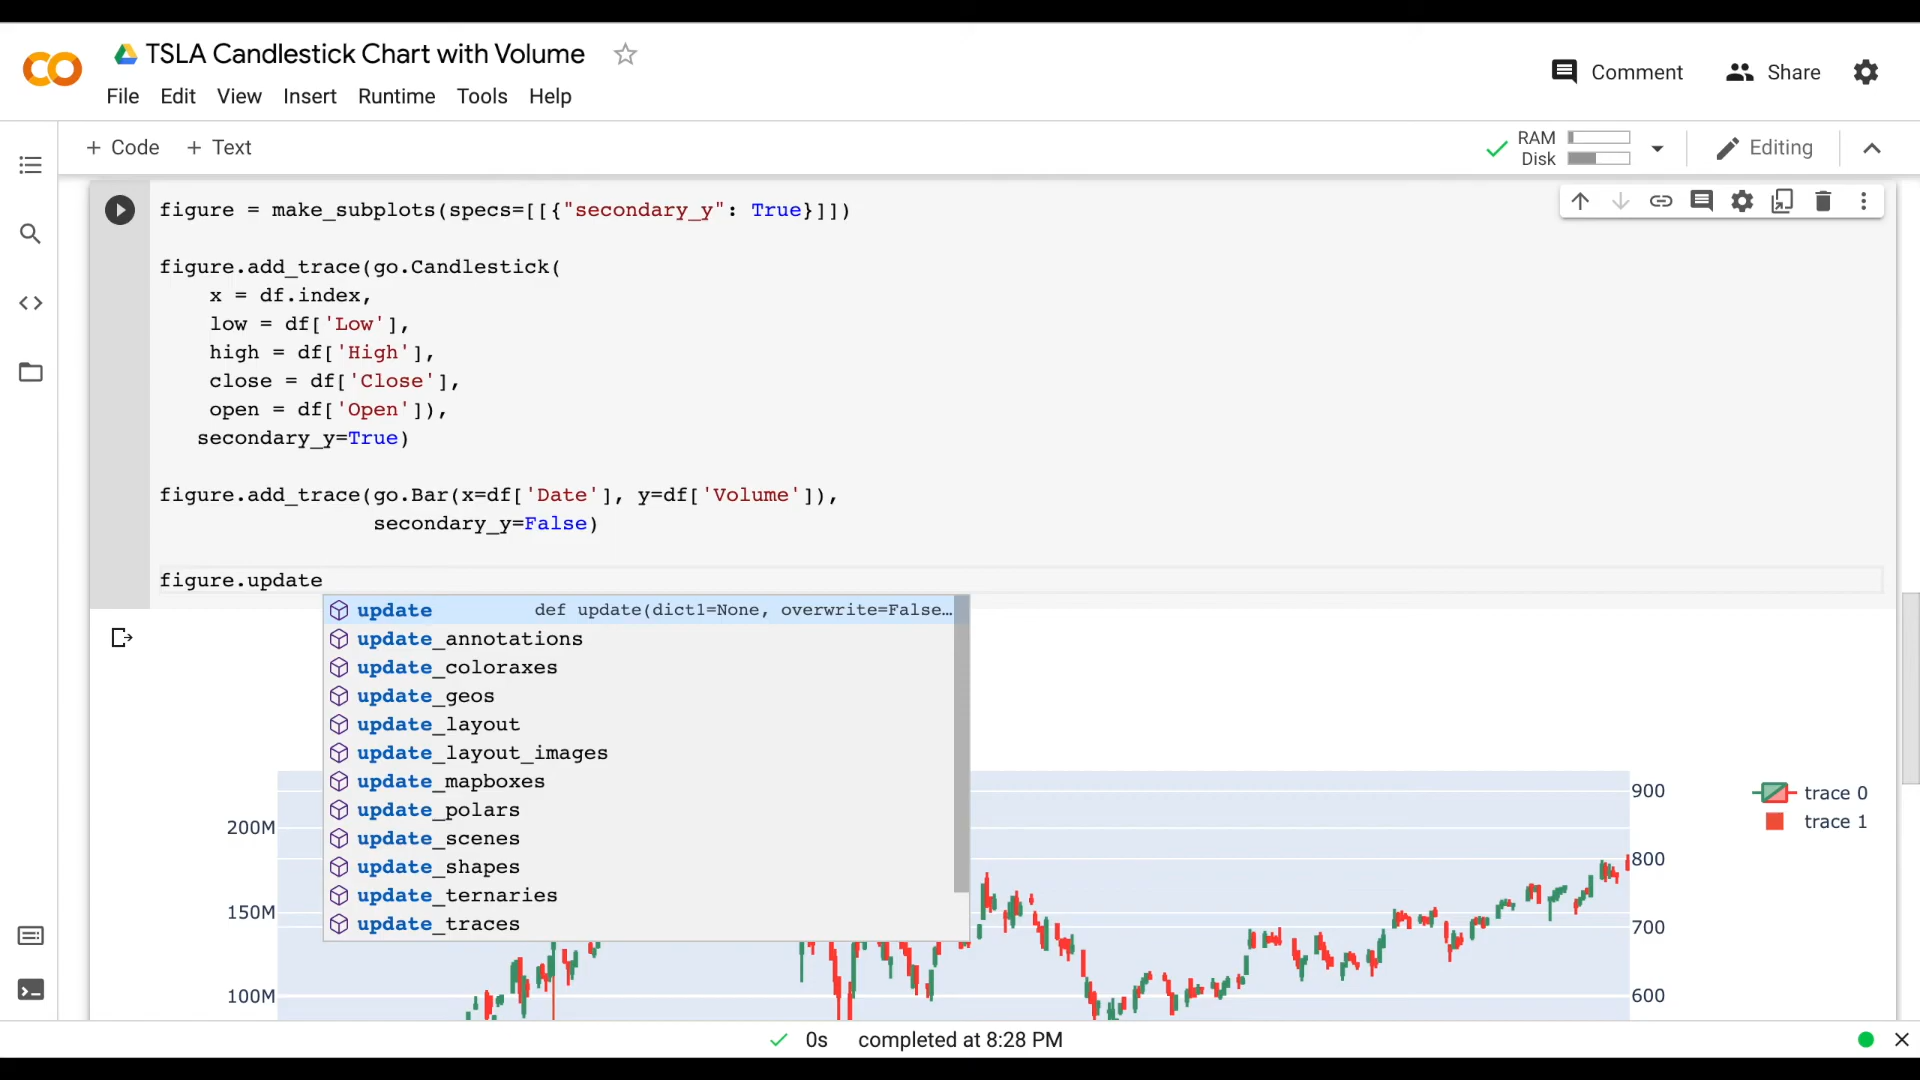 TSLA Candlestick Chart with Volume
File Edit View Insert Runtime Tools Help
Comment
Share
+ Code + Text
RAM
Disk
Editing
figure = make_subplots(specs=[[{"secondary_y": True}]])
figure.add_trace(go.Candlestick(
x = df.index,
low = df['Low'],
high = df['High'],
close = df['Close'],
open = df['Open']),
secondary_y=True)
figure.add_trace(go.Bar(x=df['Date'], y=df['Volume']),
secondary_y=False)
figure.update
update def update(dict1=None, overwrite=False…
update_annotations
update_coloraxes
update_geos
update_layout
update_layout_images
update_mapboxes
update_polars
update_scenes
update_shapes
update_ternaries
update_traces
200M
150M
100M
900
800
700
600
trace 0
trace 1
0s completed at 8:28 PM